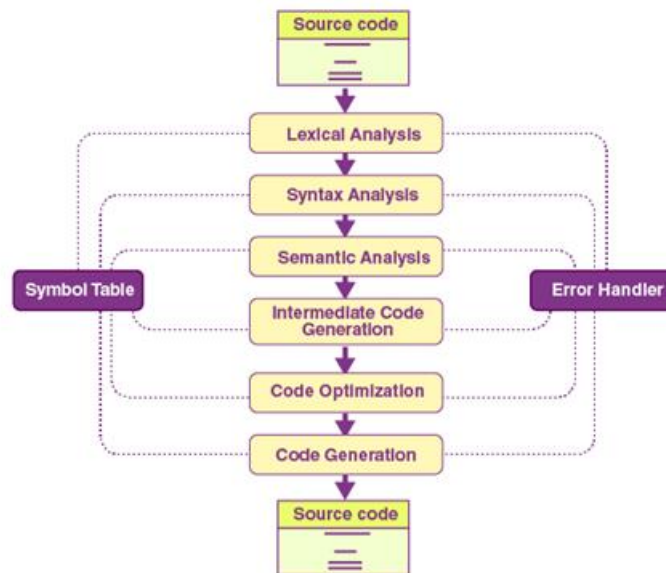 Source code
Lexical Analysis
Syntax Analysis
Semantic Analysis
Symbol Table
Error Handler
Intermediate Code
Generation
Code Optimization
Code Generation
Source code